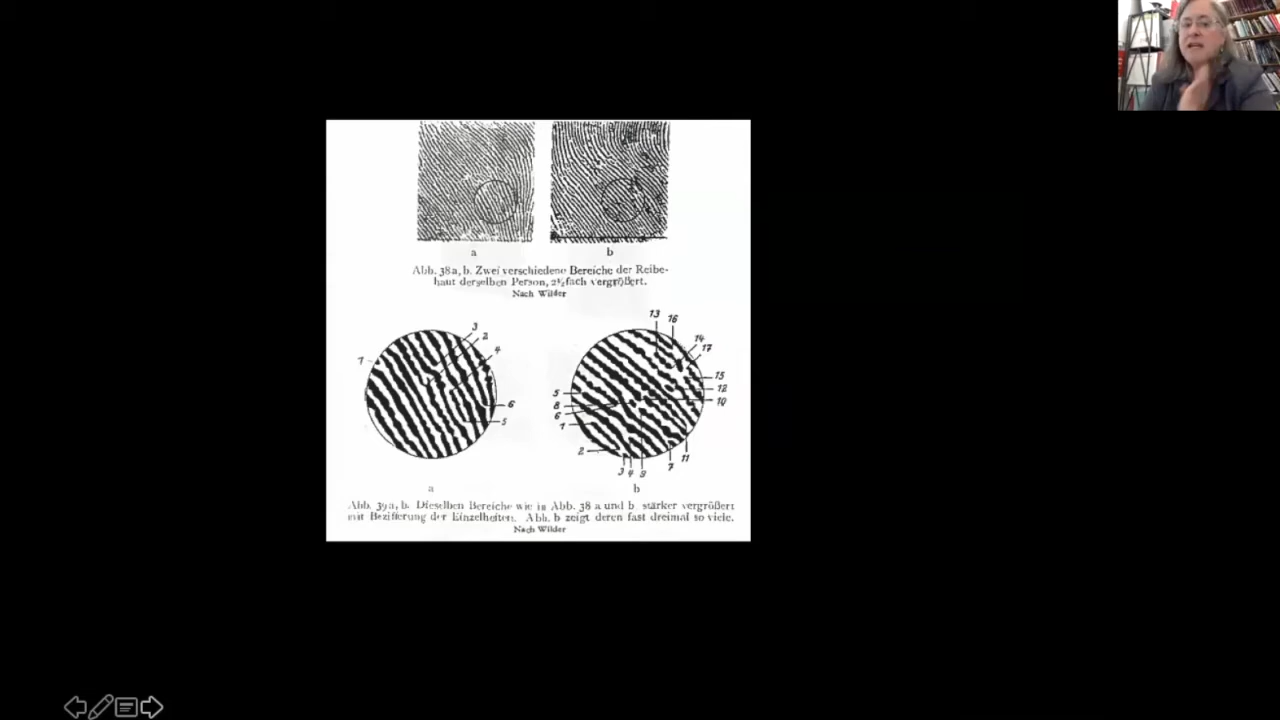 a b
Abb. 38a, b. Zwei verschiedene Bereiche der Reibe-
haut derselben Person, 2½fach vergrößert.
Nach Wilder
13 16
3 14
2 17
1 4
15
5 12
8 10
6 6
1 5
2 11
3 4 9 7
a b
Abb. 39a, b. Dieselben Bereiche wie in Abb. 38 a und b stärker vergrößert
mit Bezifferung der Einzelheiten. Abb. b zeigt deren fast dreimal so viele.
Nach Wilder